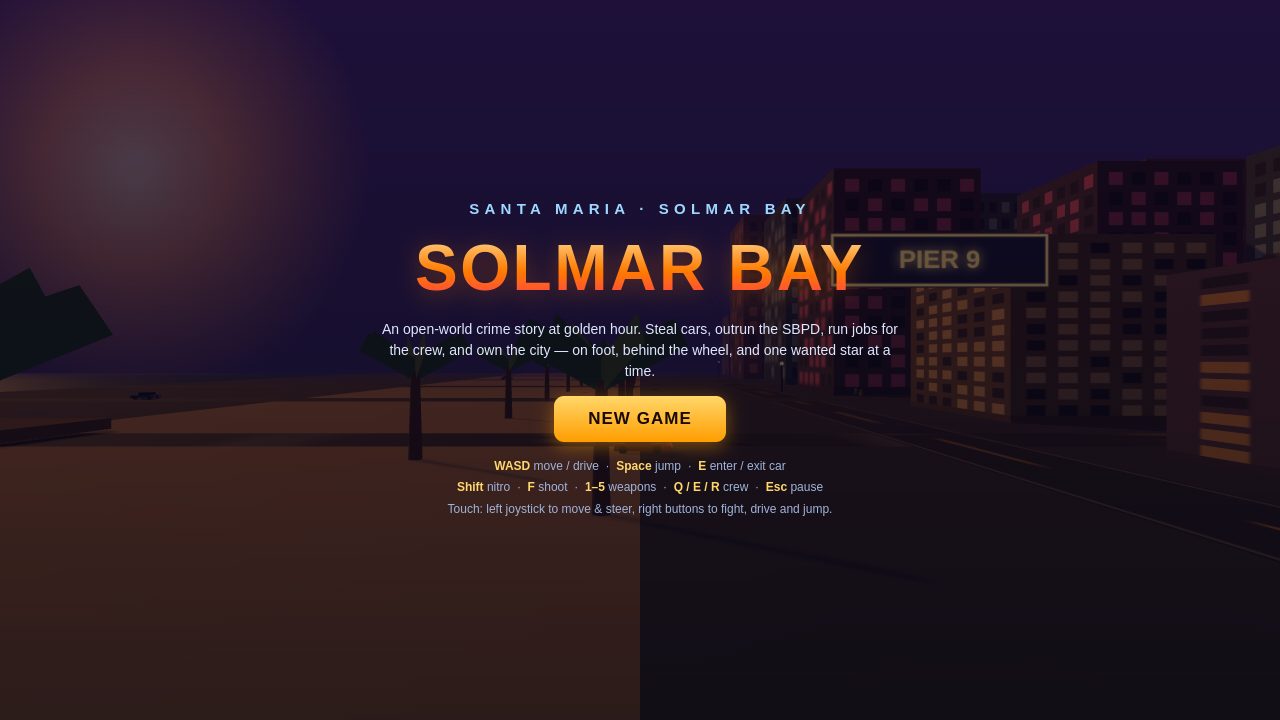 SANTA MARIA · SOLMAR BAY
SOLMAR BAY
PIER 9
An open-world crime story at golden hour. Steal cars, outrun the SBPD, run jobs for
the crew, and own the city — on foot, behind the wheel, and one wanted star at a
time.
NEW GAME
WASD move / drive · Space jump · E enter / exit car
Shift nitro · F shoot · 1–5 weapons · Q / E / R crew · Esc pause
Touch: left joystick to move & steer, right buttons to fight, drive and jump.